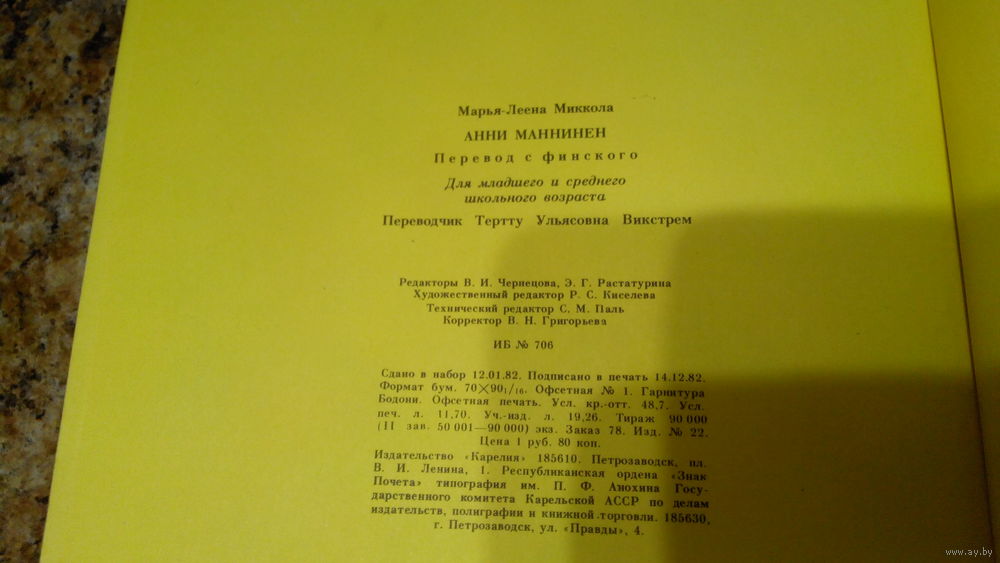 Марья-Леена Миккола
АННИ МАННИНЕН
Перевод с финского
Для младшего и среднего
школьного возраста
Переводчик Тертту Ульясовна Викстрем
Редакторы В. И. Чернецова, Э. Г. Растатурина
Художественный редактор Р. С. Киселева
Технический редактор С. М. Паль
Корректор В. Н. Григорьева
ИБ № 706
Сдано в набор 12.01.82. Подписано в печать 14.12.82.
Формат бум. 70×90₁/₁₆. Офсетная № 1. Гарнитура
Бодони. Офсетная печать. Усл. кр.-отт. 48,7. Усл.
печ. л. 11,70. Уч.-изд. л. 19,26. Тираж 90 000
(II зав. 50 001—90 000) экз. Заказ 78. Изд. № 22.
Цена 1 руб. 80 коп.
Издательство «Карелия» 185610. Петрозаводск, пл.
В. И. Ленина, 1. Республиканская ордена «Знак
Почета» типография им. П. Ф. Анохина Госу-
дарственного комитета Карельской АССР по делам
издательств, полиграфии и книжной торговли. 185630,
г. Петрозаводск, ул. «Правды», 4.
www.ay.by